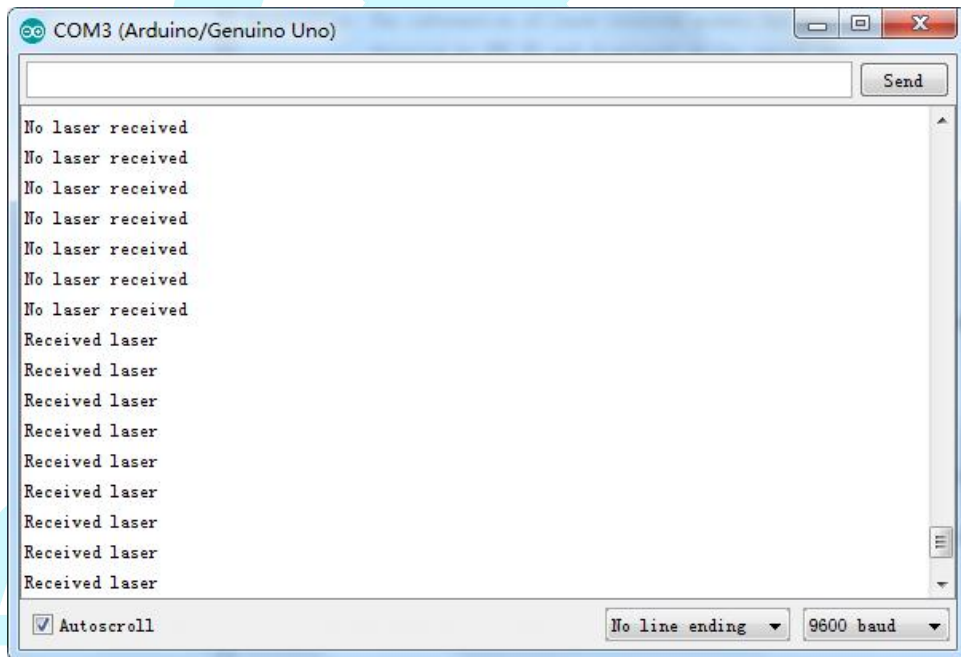 COM3 (Arduino/Genuino Uno)
Send
No laser received
No laser received
No laser received
No laser received
No laser received
No laser received
No laser received
Received laser
Received laser
Received laser
Received laser
Received laser
Received laser
Received laser
Received laser
Received laser
Autoscroll
No line ending
9600 baud